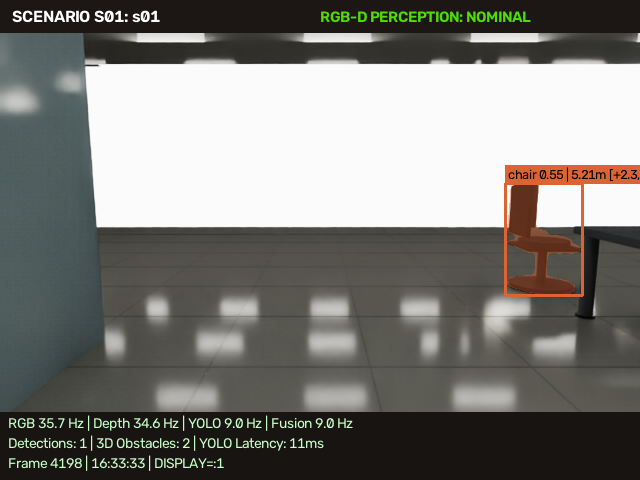 SCENARIO S01: s01
RGB-D PERCEPTION: NOMINAL
chair 0.55 | 5.21m [+2.3,
RGB 35.7 Hz | Depth 34.6 Hz | YOLO 9.0 Hz | Fusion 9.0 Hz
Detections: 1 | 3D Obstacles: 2 | YOLO Latency: 11ms
Frame 4198 | 16:33:33 | DISPLAY=:1